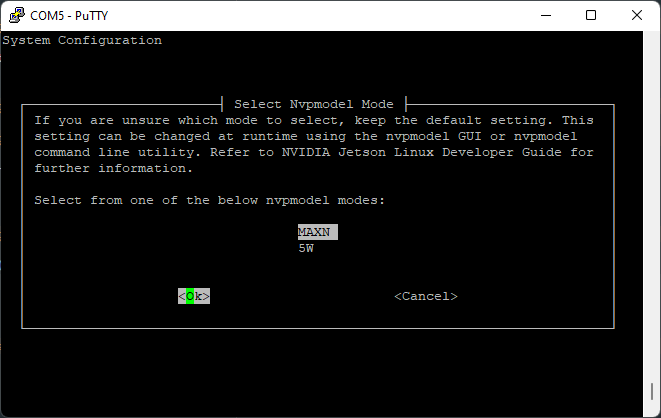 COM5 - PuTTY
System Configuration
Select Nvpmodel Mode
If you are unsure which mode to select, keep the default setting. This
setting can be changed at runtime using the nvpmodel GUI or nvpmodel
command line utility. Refer to NVIDIA Jetson Linux Developer Guide for
further information.
Select from one of the below nvpmodel modes:
MAXN
5W
<Ok> <Cancel>